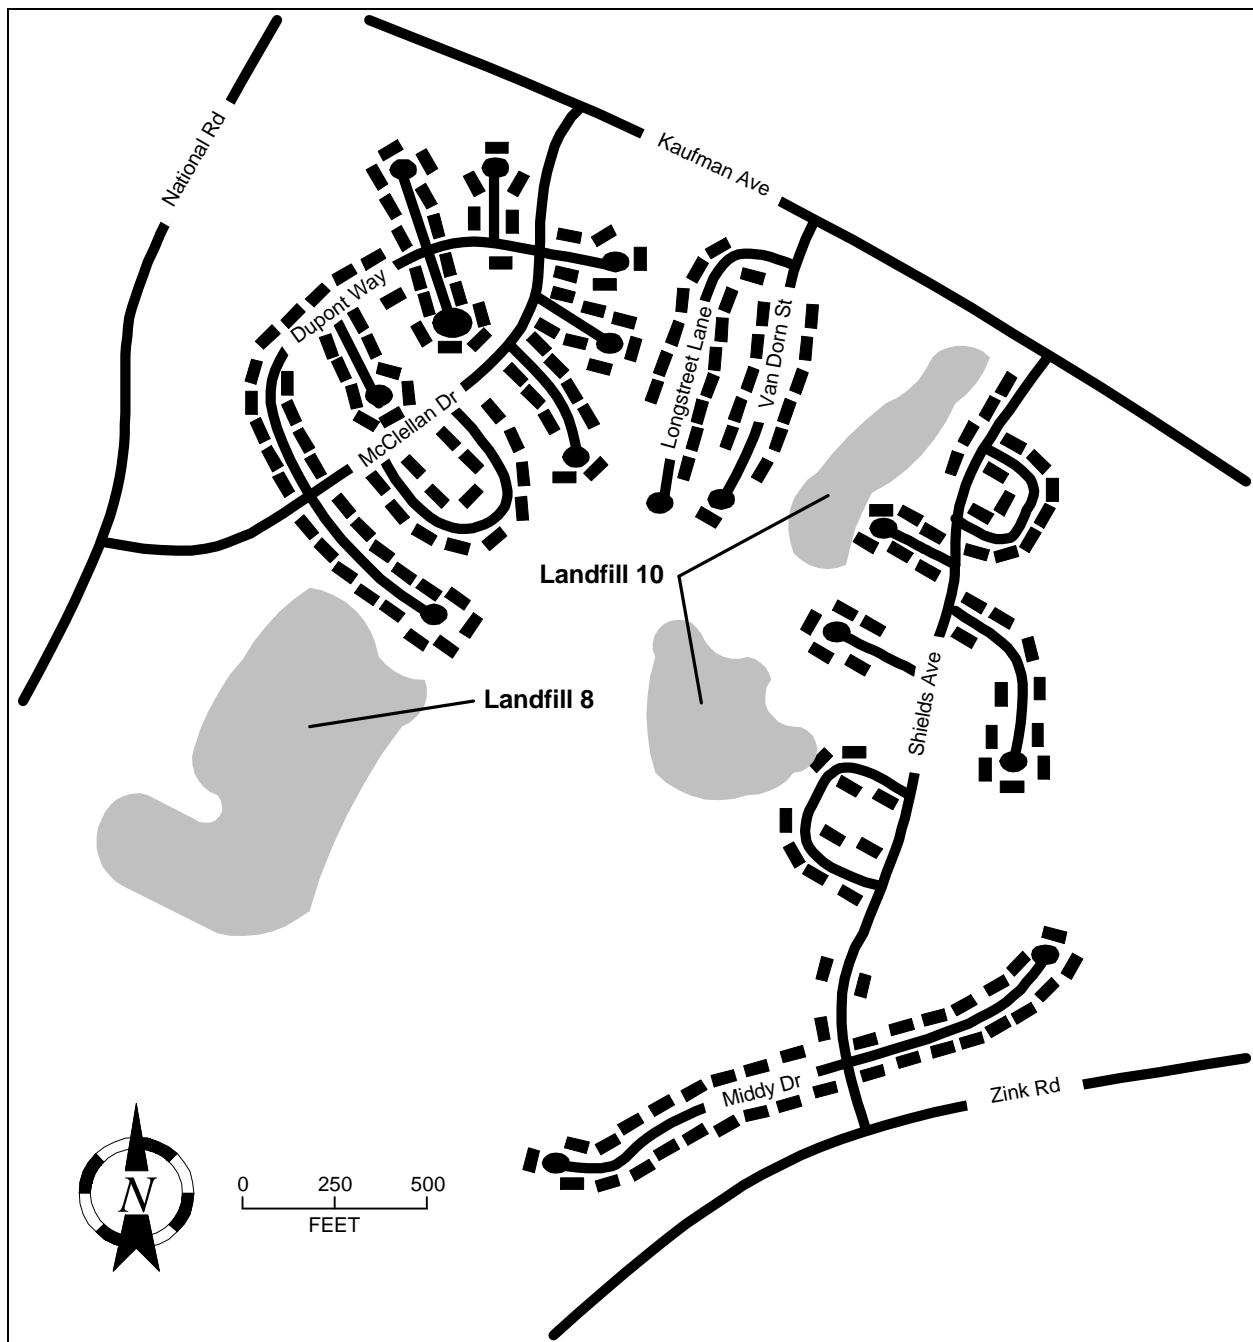 National Rd
Kaufman Ave
Dupont Way
Longstreet Lane
Van Dorn St
McClellan Dr
Landfill 10
Landfill 8
Shields Ave
Middy Dr
Zink Rd
N
0 250 500
FEET